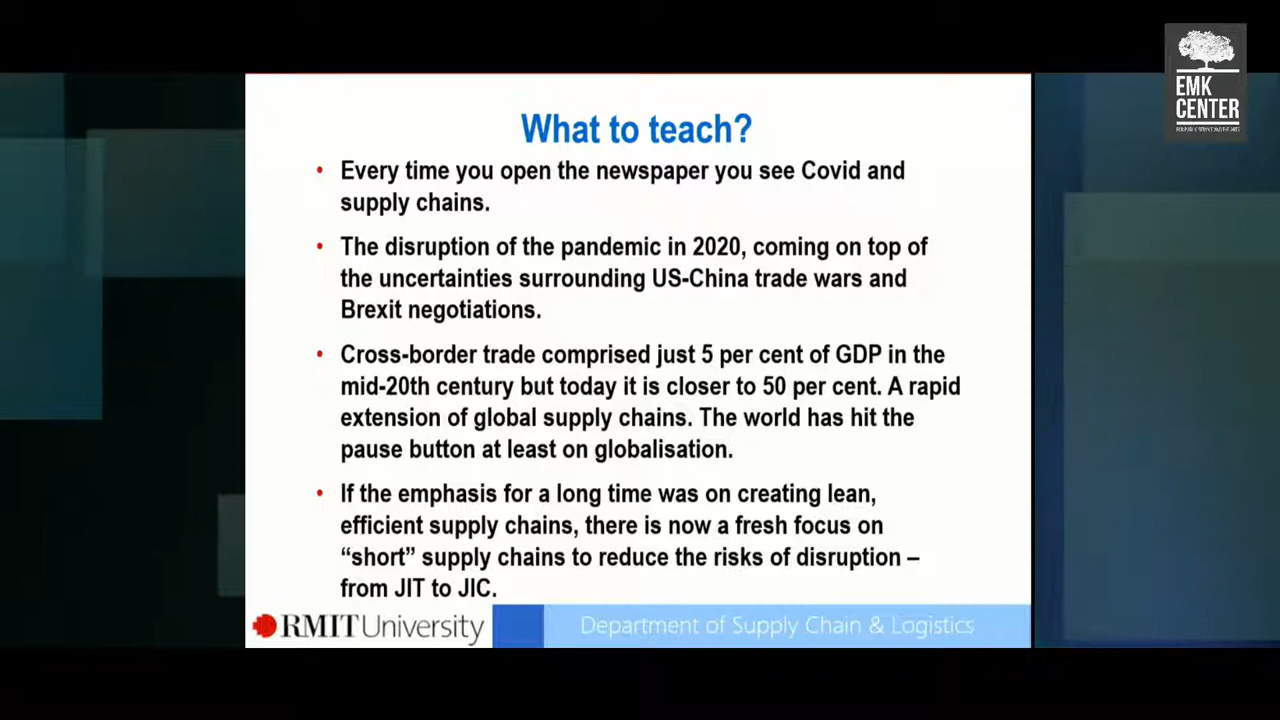 EMK
CENTER
What to teach?
• Every time you open the newspaper you see Covid and
supply chains.
• The disruption of the pandemic in 2020, coming on top of
the uncertainties surrounding US-China trade wars and
Brexit negotiations.
• Cross-border trade comprised just 5 per cent of GDP in the
mid-20th century but today it is closer to 50 per cent. A rapid
extension of global supply chains. The world has hit the
pause button at least on globalisation.
• If the emphasis for a long time was on creating lean,
efficient supply chains, there is now a fresh focus on
“short” supply chains to reduce the risks of disruption –
from JIT to JIC.
RMIT University
Department of Supply Chain & Logistics